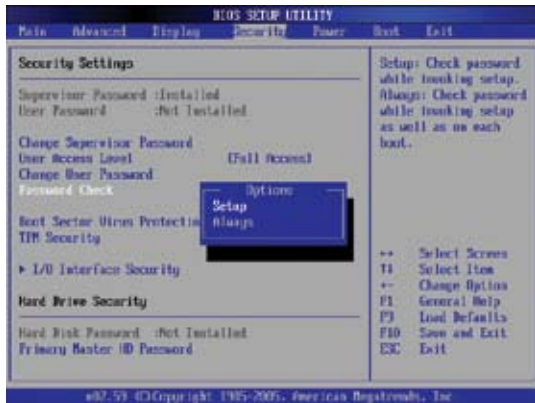 BIOS SETUP UTILITY
Main Advanced Display Security Power Boot Exit
Security Settings
Supervisor Password :Installed
User Password :Not Installed
Change Supervisor Password
User Access Level [Full Access]
Change User Password
Password Check
Boot Sector Virus Protection
TPM Security
I/O Interface Security
Hard Drive Security
Hard Disk Password :Not Installed
Primary Master HD Password
Options
Setup
Always
Setup: Check password
while invoking setup.
Always: Check password
while invoking setup
as well as on each
boot.
↔ Select Screen
↑↓ Select Item
+- Change Option
F1 General Help
F9 Load Defaults
F10 Save and Exit
ESC Exit
v02.59 (C)Copyright 1985-2005, American Megatrends, Inc